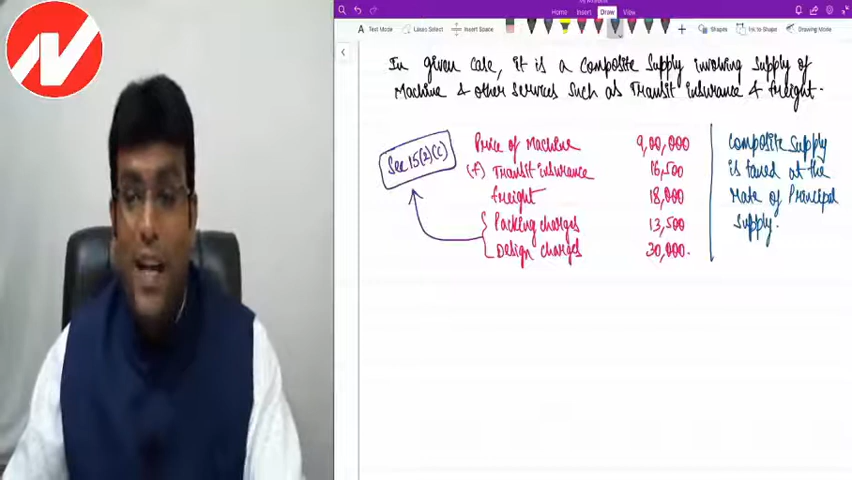 Home Insert Draw View
Text Mode Lasso Select Insert Space Shapes Ink to Shape Drawing Mode
In given case, it is a composite supply involving supply of
Machine & other services such as Transit insurance & freight.
Sec 15(2)(c)
Price of Machine 9,00,000
(+) Transit insurance 16,500
freight 18,000
Packing charges 13,500
Design charges 30,000.
Composite Supply
is taxed at the
Rate of Principal
Supply.